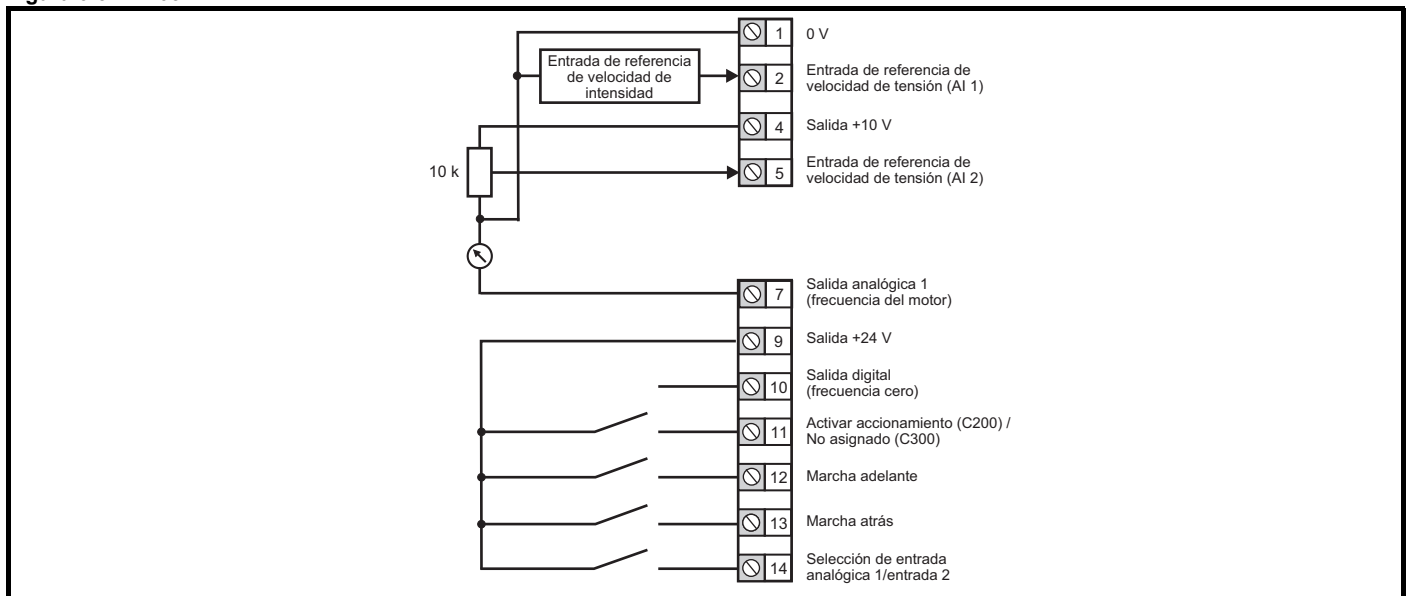 1
0 V
Entrada de referencia
de velocidad de
intensidad
2
Entrada de referencia de
velocidad de tensión (AI 1)
4
Salida +10 V
10 k
5
Entrada de referencia de
velocidad de tensión (AI 2)
7
Salida analógica 1
(frecuencia del motor)
9
Salida +24 V
10
Salida digital
(frecuencia cero)
11
Activar accionamiento (C200) /
No asignado (C300)
12
Marcha adelante
13
Marcha atrás
14
Selección de entrada
analógica 1/entrada 2